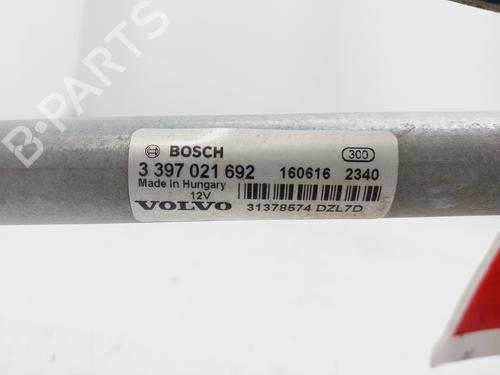 B-PARTS
BOSCH
300
3 397 021 692 160616 2340
Made in Hungary
12V
VOLVO 31378574 DZL7D